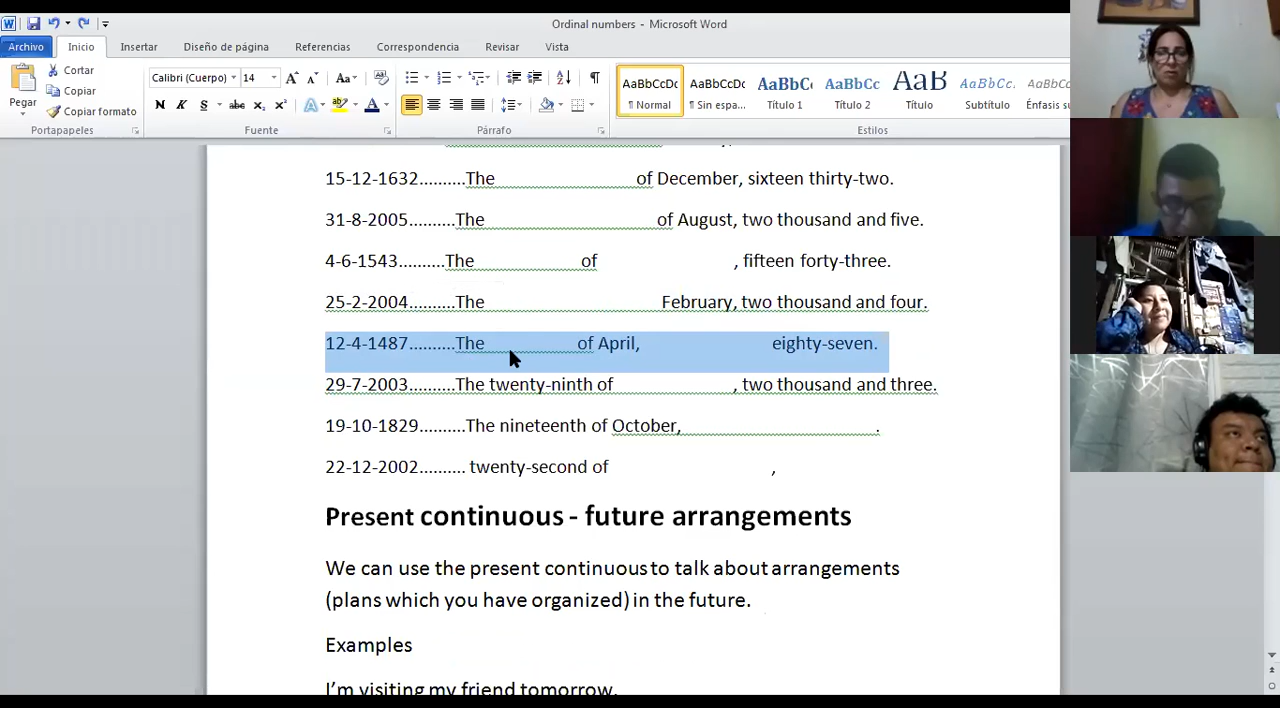 Ordinal numbers - Microsoft Word
Archivo Inicio Insertar Diseño de página Referencias Correspondencia Revisar Vista
Cortar
Copiar
Copiar formato
Pegar
Portapapeles
Calibri (Cuerpo) 14
Fuente
Párrafo
AaBbCcDc AaBbCcDc AaBbC AaBbCc AaB AaBbCc. AaBbC
¶ Normal ¶ Sin espa... Título 1 Título 2 Título Subtítulo Énfasis su
Estilos
15-12-1632..........The of December, sixteen thirty-two.
31-8-2005..........The of August, two thousand and five.
4-6-1543..........The of , fifteen forty-three.
25-2-2004..........The February, two thousand and four.
12-4-1487..........The of April, eighty-seven.
29-7-2003..........The twenty-ninth of , two thousand and three.
19-10-1829..........The nineteenth of October, .
22-12-2002.......... twenty-second of ,
Present continuous - future arrangements
We can use the present continuous to talk about arrangements
(plans which you have organized) in the future.
Examples
I'm visiting my friend tomorrow.